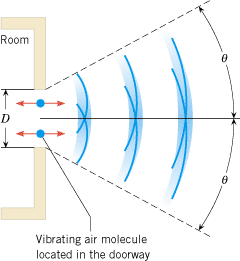 Room
θ
D
θ
Vibrating air molecule
located in the doorway